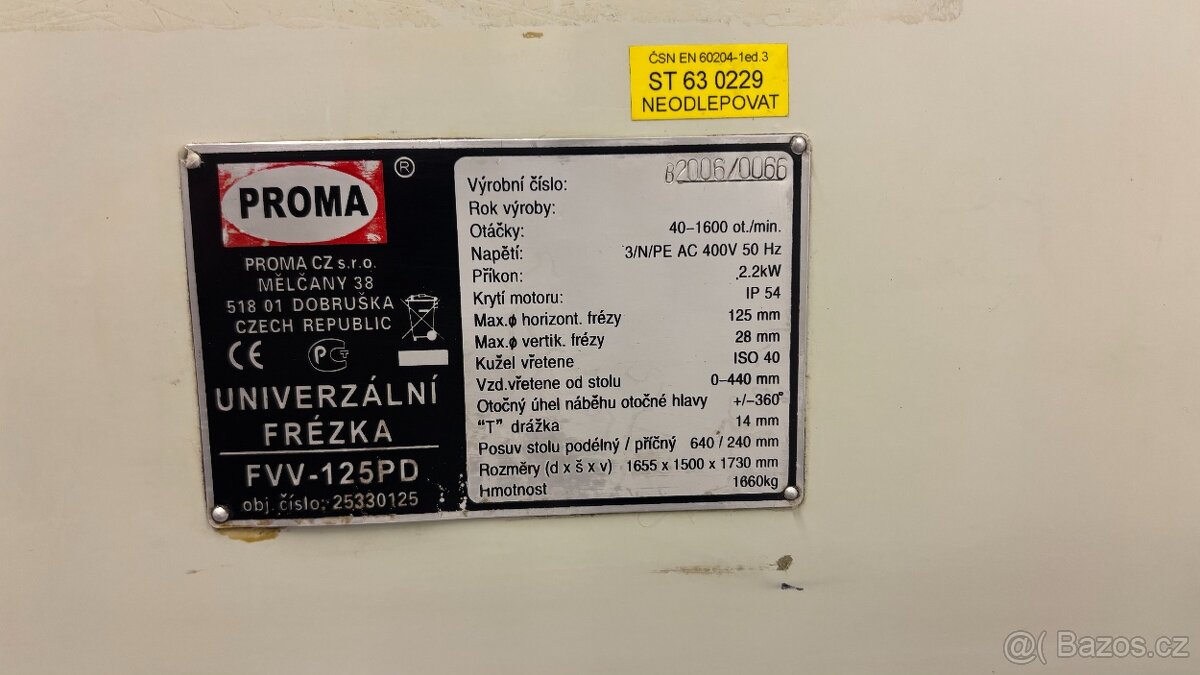 ČSN EN 60204-1ed.3
ST 63 0229
NEODLEPOVAT
PROMA ®
PROMA CZ s.r.o.
MĚLČANY 38
518 01 DOBRUŠKA
CZECH REPUBLIC
CE
UNIVERZÁLNÍ
FRÉZKA
FVV-125PD
obj. číslo: 25330125
Výrobní číslo: 82006/0066
Rok výroby:
Otáčky: 40-1600 ot./min.
Napětí: 3/N/PE AC 400V 50 Hz
Příkon: 2.2kW
Krytí motoru: IP 54
Max.ø horizont. frézy 125 mm
Max.ø vertik. frézy 28 mm
Kužel vřetene ISO 40
Vzd.vřetene od stolu 0-440 mm
Otočný úhel náběhu otočné hlavy +/-360°
"T" drážka 14 mm
Posuv stolu podélný / příčný 640 / 240 mm
Rozměry (d x š x v) 1655 x 1500 x 1730 mm
Hmotnost 1660kg
@( Bazoš.cz